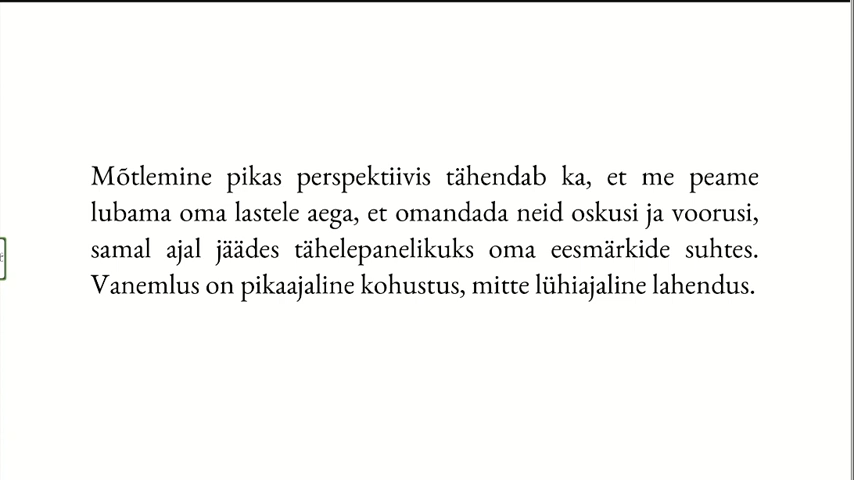 Mõtlemine pikas perspektiivis tähendab ka, et me peame
lubama oma lastele aega, et omandada neid oskusi ja voorusi,
samal ajal jäädes tähelepanelikuks oma eesmärkide suhtes.
Vanemlus on pikaajaline kohustus, mitte lühiajaline lahendus.